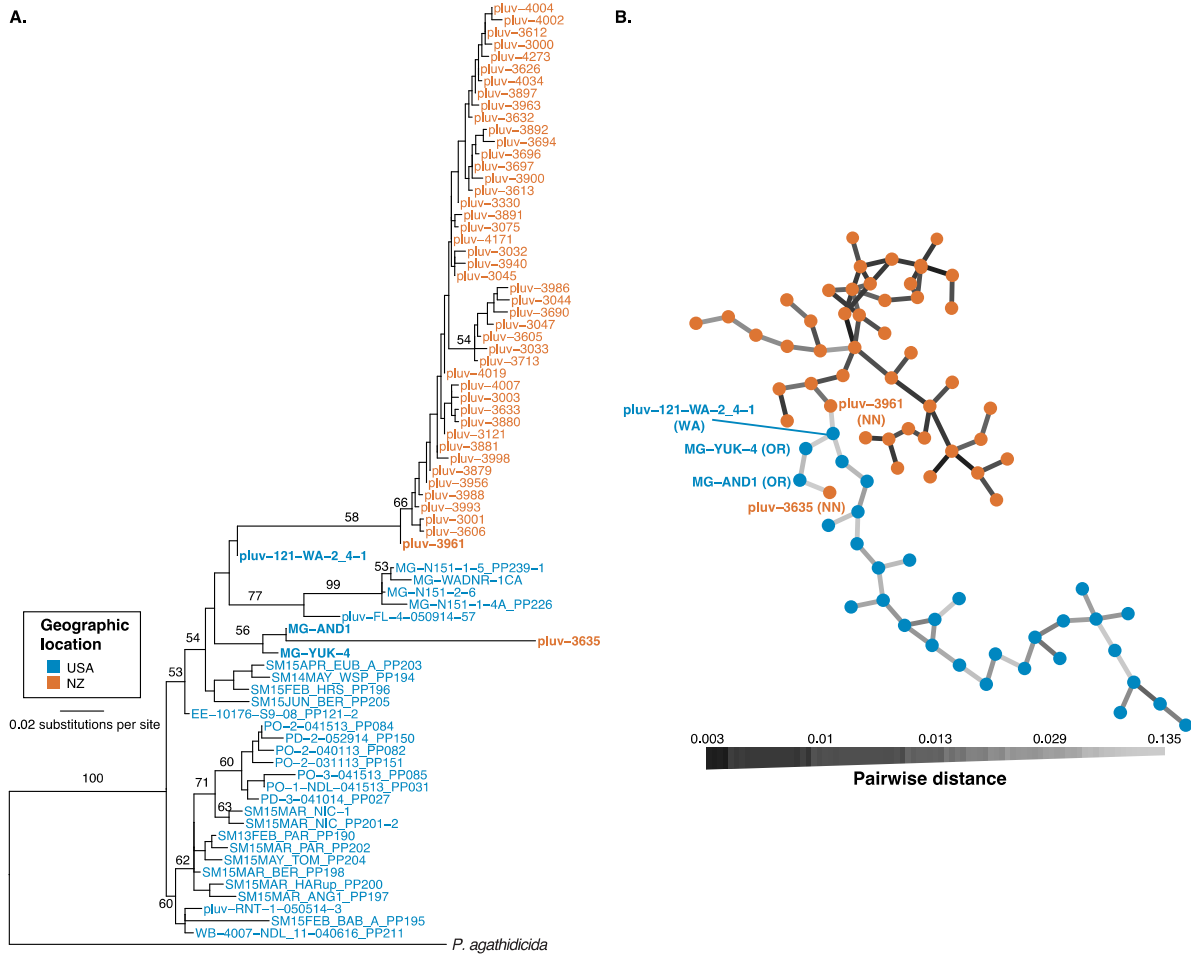 A.
pluv–4004
pluv–4002
pluv–3612
pluv–3000
pluv–4273
pluv–3626
pluv–4034
pluv–3897
pluv–3963
pluv–3632
pluv–3892
pluv–3694
pluv–3696
pluv–3697
pluv–3900
pluv–3613
pluv–3330
pluv–3891
pluv–3075
pluv–4171
pluv–3032
pluv–3940
pluv–3045
pluv–3986
pluv–3044
pluv–3690
pluv–3047
pluv–3605
54
pluv–3033
pluv–3713
pluv–4019
pluv–4007
pluv–3003
pluv–3633
pluv–3880
pluv–3121
pluv–3881
pluv–3998
pluv–3879
pluv–3956
pluv–3988
66
pluv–3993
58
pluv–3001
pluv–3606
pluv–3961
pluv–121–WA–2_4–1
53
MG–N151–1–5_PP239–1
MG–WADNR–1CA
99
MG–N151–2–6
77
MG–N151–1–4A_PP226
pluv–FL–4–050914–57
56
MG–AND1
54
pluv–3635
MG–YUK–4
53
SM15APR_EUB_A_PP203
SM14MAY_WSP_PP194
SM15FEB_HRS_PP196
SM15JUN_BER_PP205
EE–10176–S9–08_PP121–2
PO–2–041513_PP084
PD–2–052914_PP150
PO–2–040113_PP082
60
PO–2–031113_PP151
PO–3–041513_PP085
71
PO–1–NDL–041513_PP031
PD–3–041014_PP027
63
SM15MAR_NIC–1
SM15MAR_NIC_PP201–2
SM13FEB_PAR_PP190
SM15MAR_PAR_PP202
62
SM15MAY_TOM_PP204
SM15MAR_BER_PP198
SM15MAR_HARup_PP200
SM15MAR_ANG1_PP197
60
pluv–RNT–1–050514–3
SM15FEB_BAB_A_PP195
WB–4007–NDL_11–040616_PP211
P. agathidicida
100
Geographic
location
USA
NZ
0.02 substitutions per site
B.
pluv–3961
(NN)
pluv–121–WA–2_4–1
(WA)
MG–YUK–4 (OR)
MG–AND1 (OR)
pluv–3635 (NN)
0.003 0.01 0.013 0.029 0.135
Pairwise distance